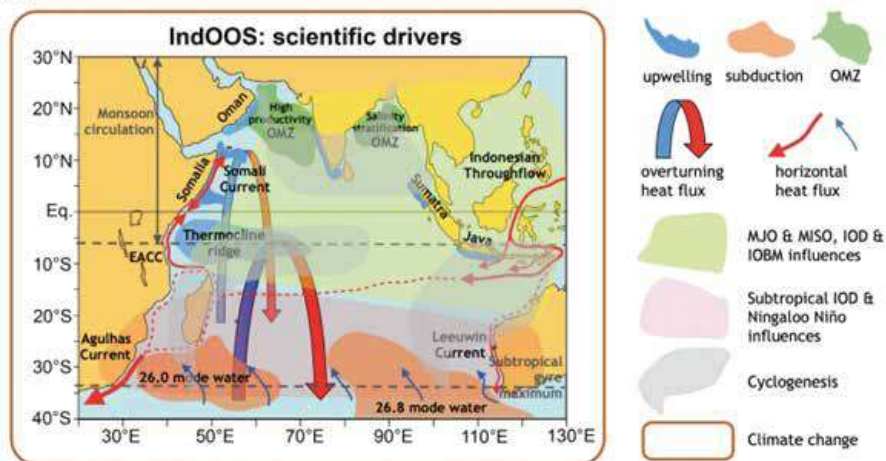 IndOOS: scientific drivers
30°N
20°N
10°N
Eq.
10°S
20°S
30°S
40°S
30°E
50°E
70°E
90°E
110°E
130°E
Monsoon
circulation
Oman
High
productivity
OMZ
Salinity
stratification
OMZ
Somalia
Somali
Current
Indonesian
Throughflow
Sumatra
Java
Thermocline
ridge
EACC
Agulhas
Current
Leeuwin
Current
Subtropical
gyre
maximum
26.0 mode water
26.8 mode water
upwelling
subduction
OMZ
overturning
heat flux
horizontal
heat flux
MJO & MISO, IOD &
IOBM influences
Subtropical IOD &
Ningaloo Niño
influences
Cyclogenesis
Climate change